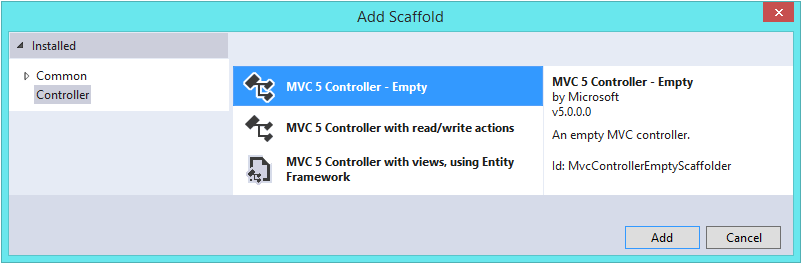 Add Scaffold
Installed
Common
Controller
MVC 5 Controller - Empty
MVC 5 Controller with read/write actions
MVC 5 Controller with views, using Entity
Framework
MVC 5 Controller - Empty
by Microsoft
v5.0.0.0
An empty MVC controller.
Id: MvcControllerEmptyScaffolder
Add
Cancel